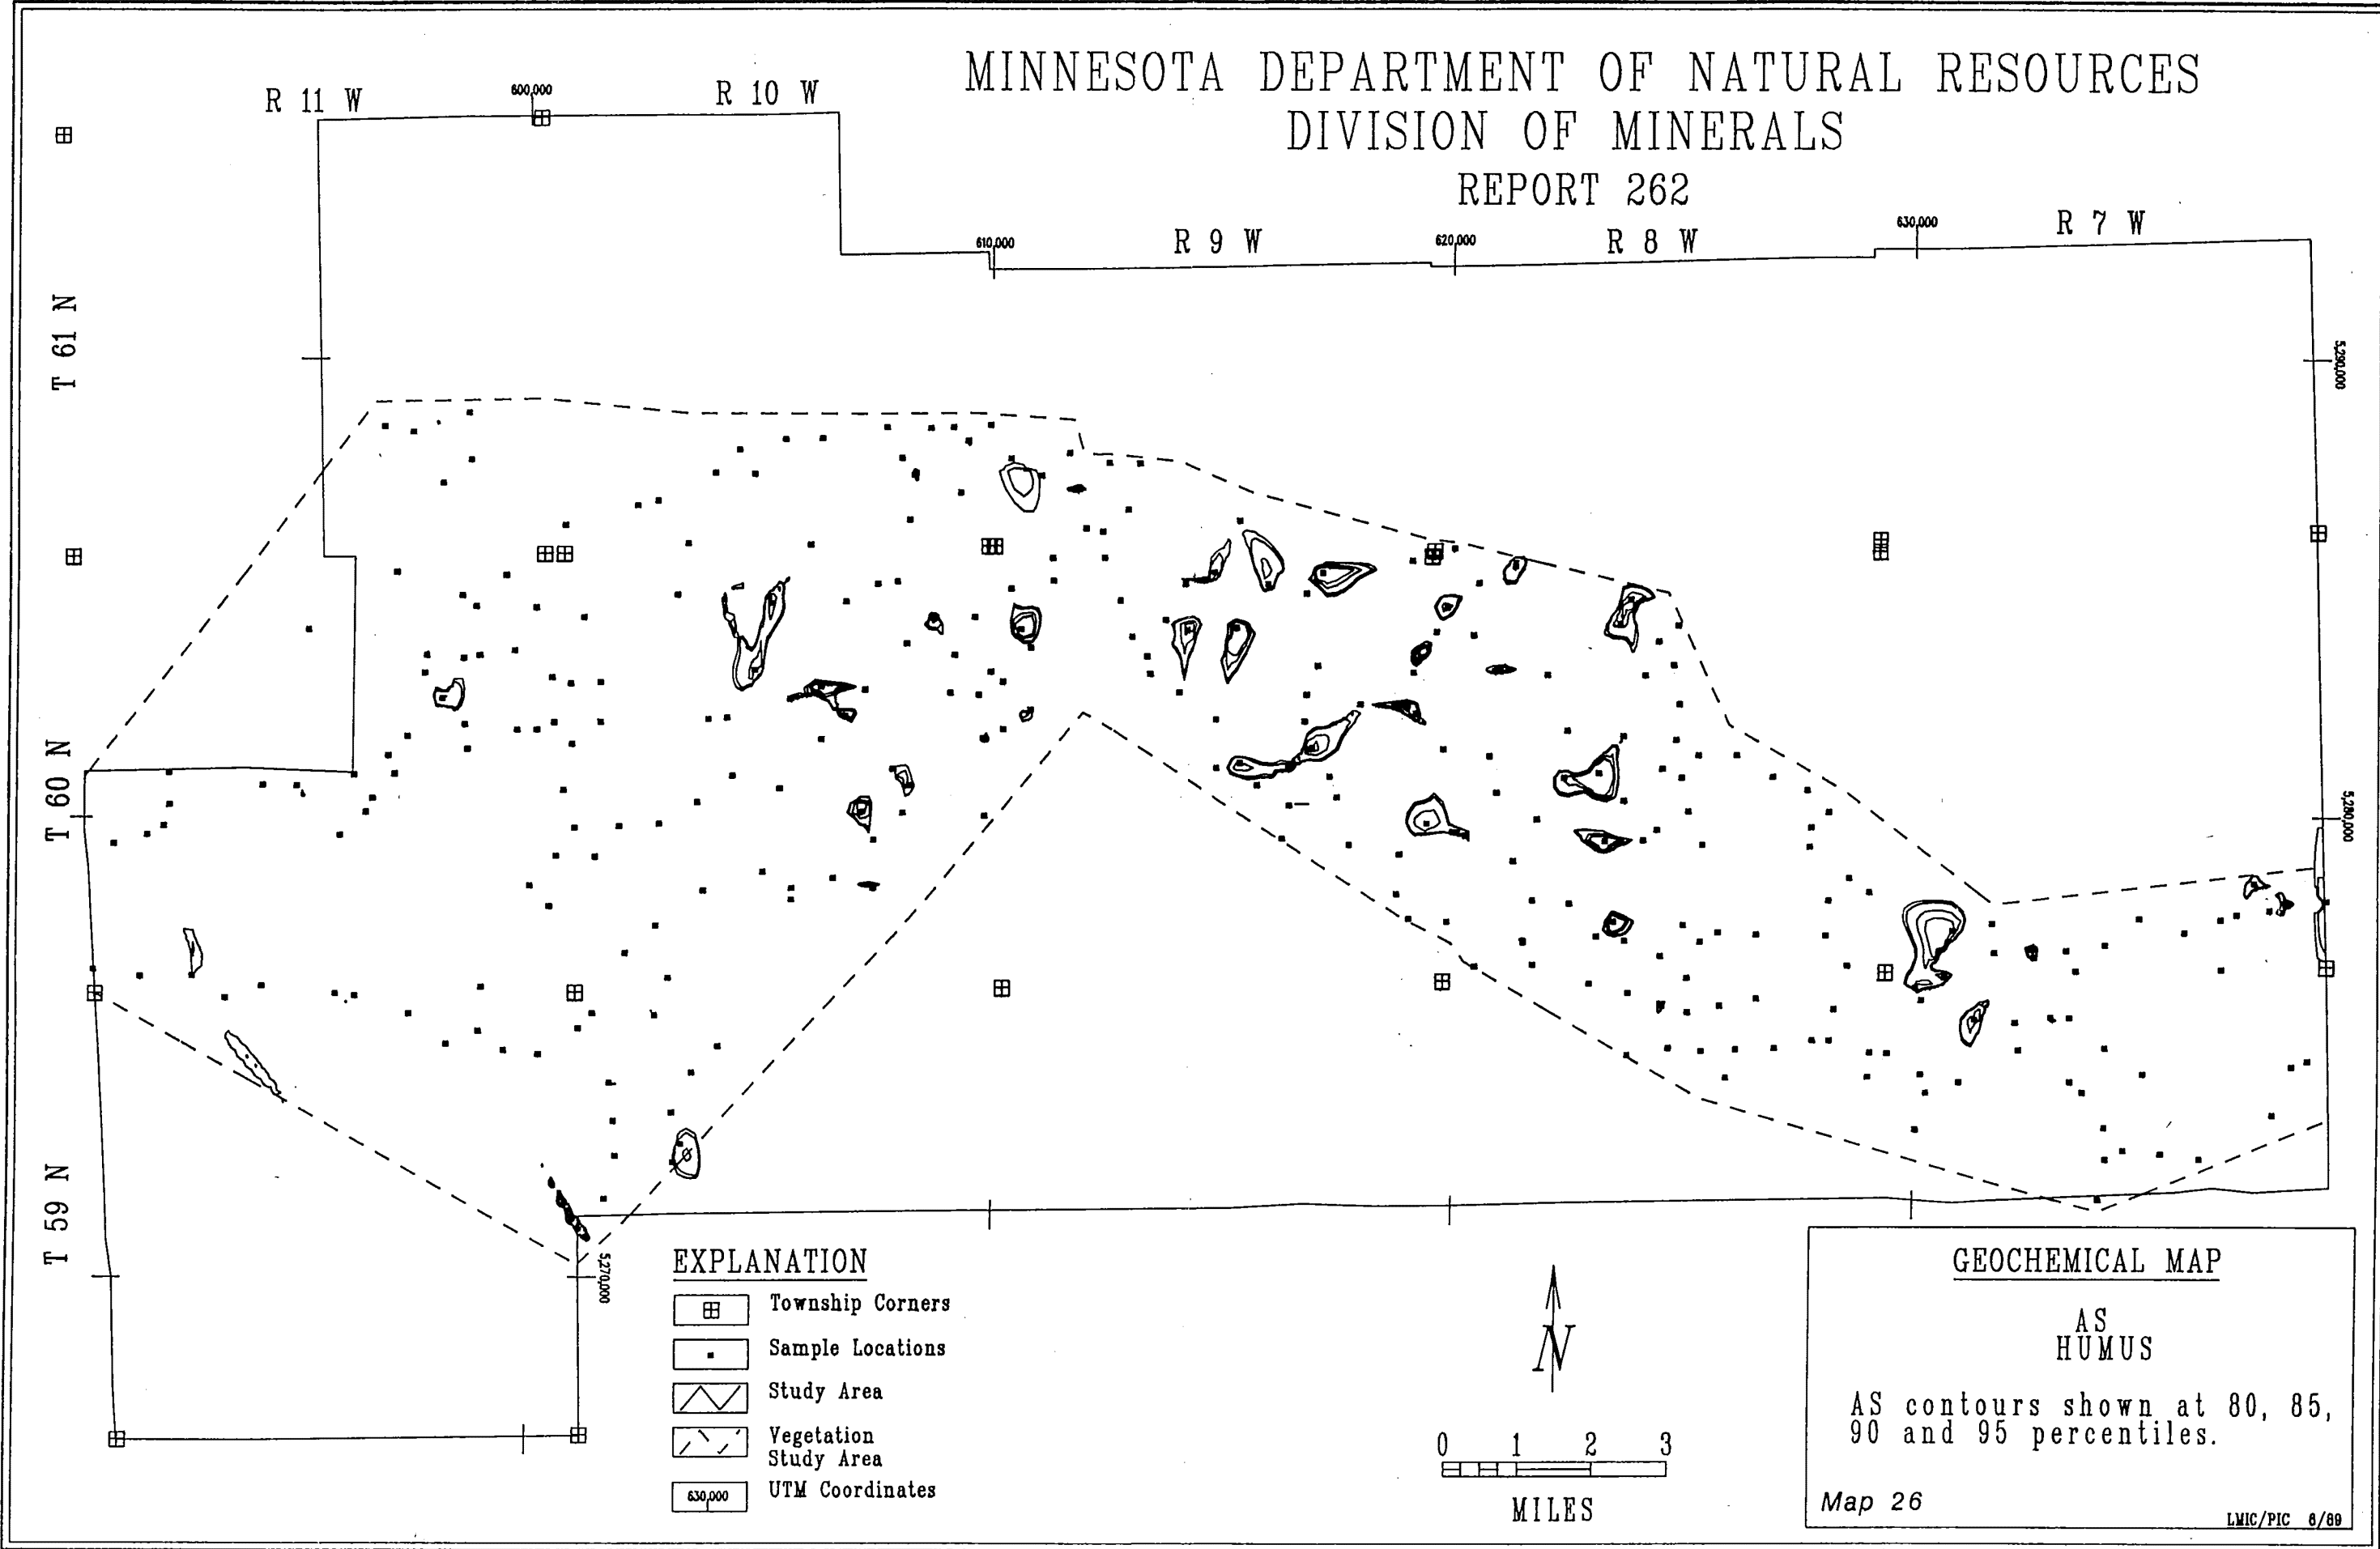 MINNESOTA DEPARTMENT OF NATURAL RESOURCES
DIVISION OF MINERALS
REPORT 262
R 11 W
600,000
R 10 W
610,000
R 9 W
620,000
R 8 W
630,000
R 7 W
T 61 N
5,290,000
T 60 N
5,280,000
T 59 N
5,270,000
EXPLANATION
Township Corners
Sample Locations
Study Area
Vegetation
Study Area
630,000
UTM Coordinates
N
0 1 2 3
MILES
GEOCHEMICAL MAP
AS
HUMUS
AS contours shown at 80, 85,
90 and 95 percentiles.
Map 26
LMIC/PIC 8/89